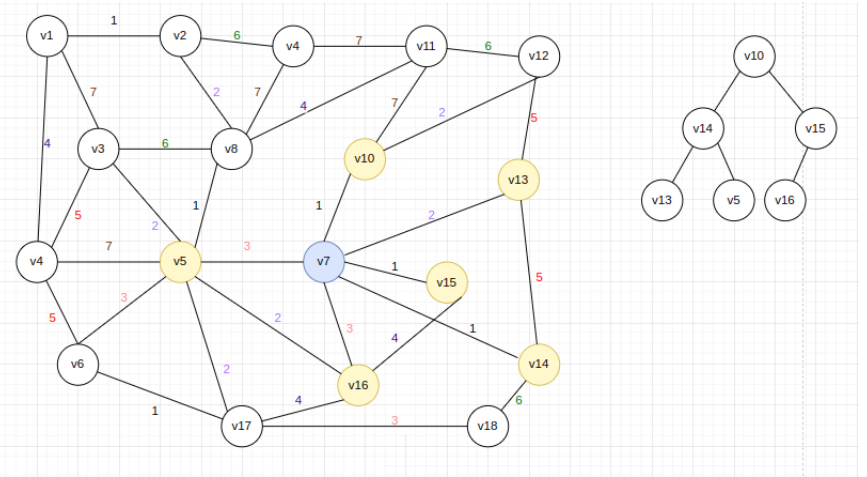 1
v1 v2 6 v4 7 v11 6 v12 v10
7 2 7 4 7 2 5
4 v3 6 v8 v10 v14 v15
v13
5 2 1 1 2 v13 v5 v16
7 3 1
v4 v5 v7 v15 5
3 2 3 4 1
5 v6 2 v16 v14
1 4 6
v17 3 v18